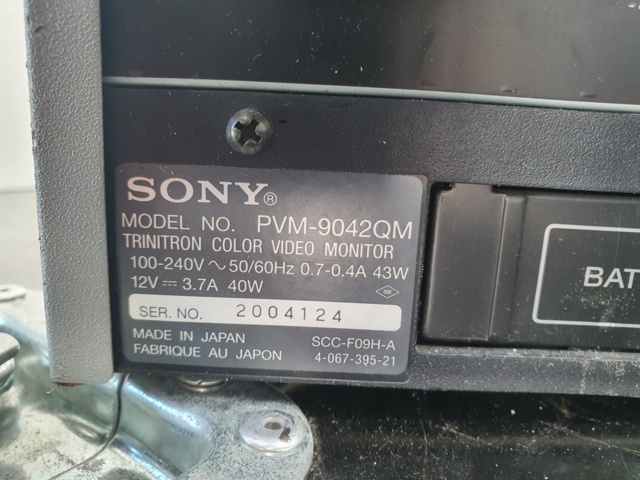 SONY®
MODEL NO. PVM-9042QM
TRINITRON COLOR VIDEO MONITOR
100-240V ~ 50/60Hz 0.7-0.4A 43W
12V ⎓ 3.7A 40W
SER. NO. 2004124
MADE IN JAPAN SCC-F09H-A
FABRIQUE AU JAPON 4-067-395-21
BAT